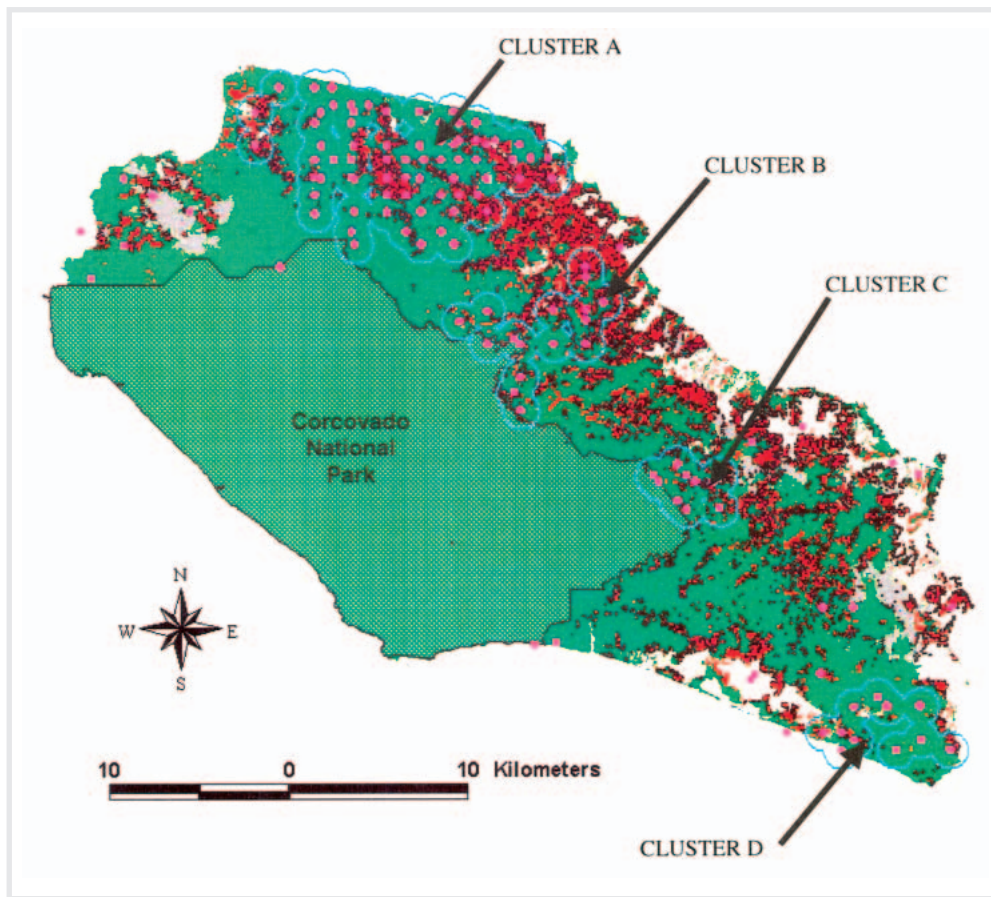 CLUSTER A
CLUSTER B
CLUSTER C
Corcovado
National
Park
N
W E
S
10 0 10 Kilometers
CLUSTER D